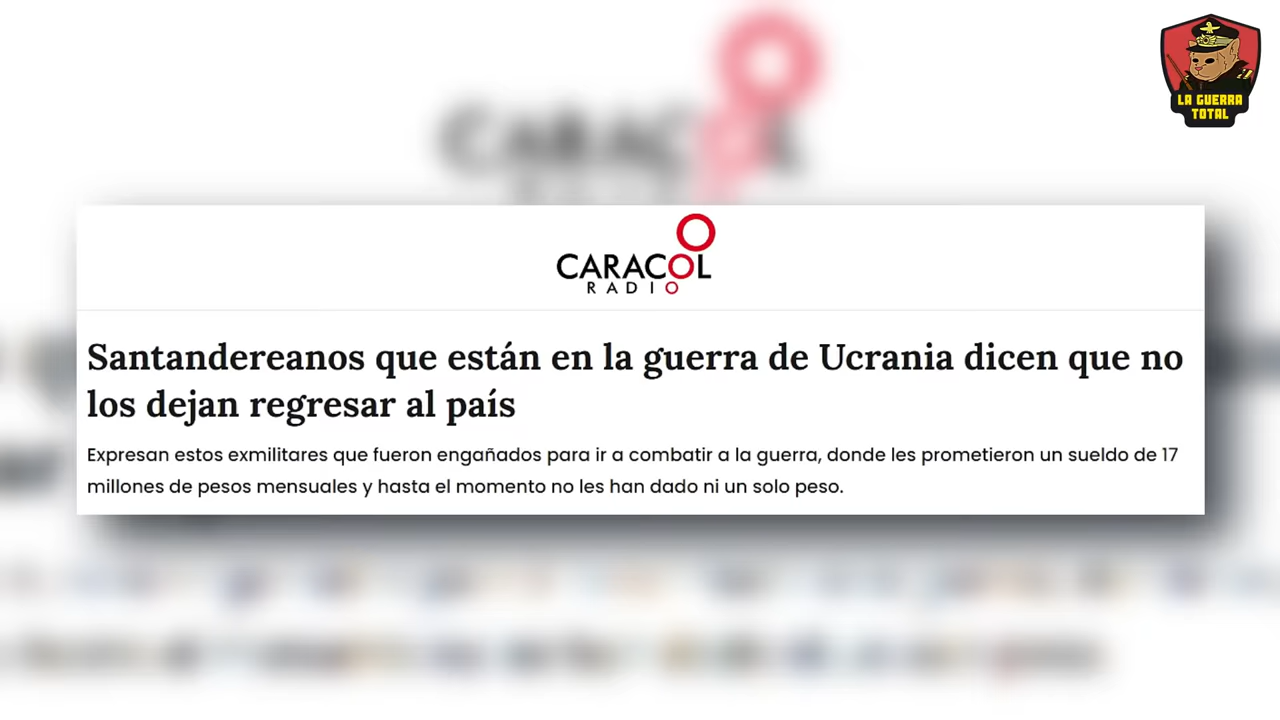 LA GUERRA
TOTAL
CARACOL
RADIO
Santandereanos que están en la guerra de Ucrania dicen que no
los dejan regresar al país
Expresan estos exmilitares que fueron engañados para ir a combatir a la guerra, donde les prometieron un sueldo de 17
millones de pesos mensuales y hasta el momento no les han dado ni un solo peso.